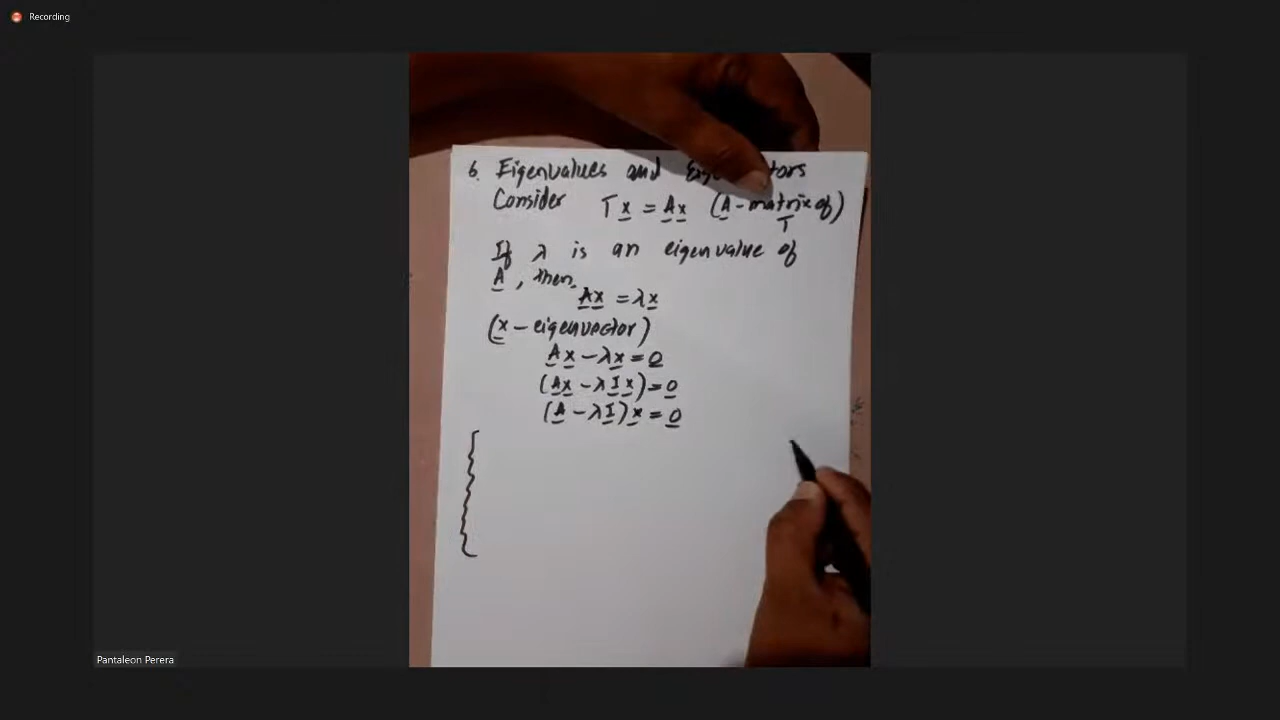 Recording
6. Eigenvalues and
Consider Tx = Ax (A - matrix of)
T
If λ is an eigenvalue of
A, then
Ax = λx
(x - eigenvector)
Ax - λx = 0
(Ax - λIx) = 0
(A - λI)x = 0
Pantaleon Perera